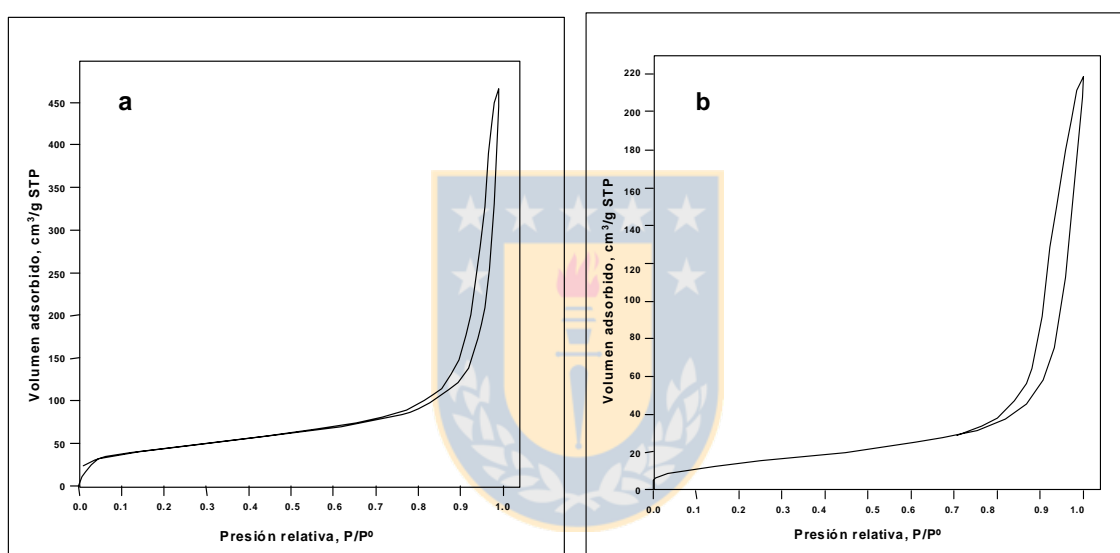 a
Volumen adsorbido, cm³/g STP
450
400
350
300
250
200
150
100
50
0
0.0 0.1 0.2 0.3 0.4 0.5 0.6 0.7 0.8 0.9 1.0
Presión relativa, P/Pº
b
Volumen adsorbido, cm³/g STP
220
200
180
160
140
120
100
80
60
40
20
0
0.0 0.1 0.2 0.3 0.4 0.5 0.6 0.7 0.8 0.9 1.0
Presión relativa, P/Pº